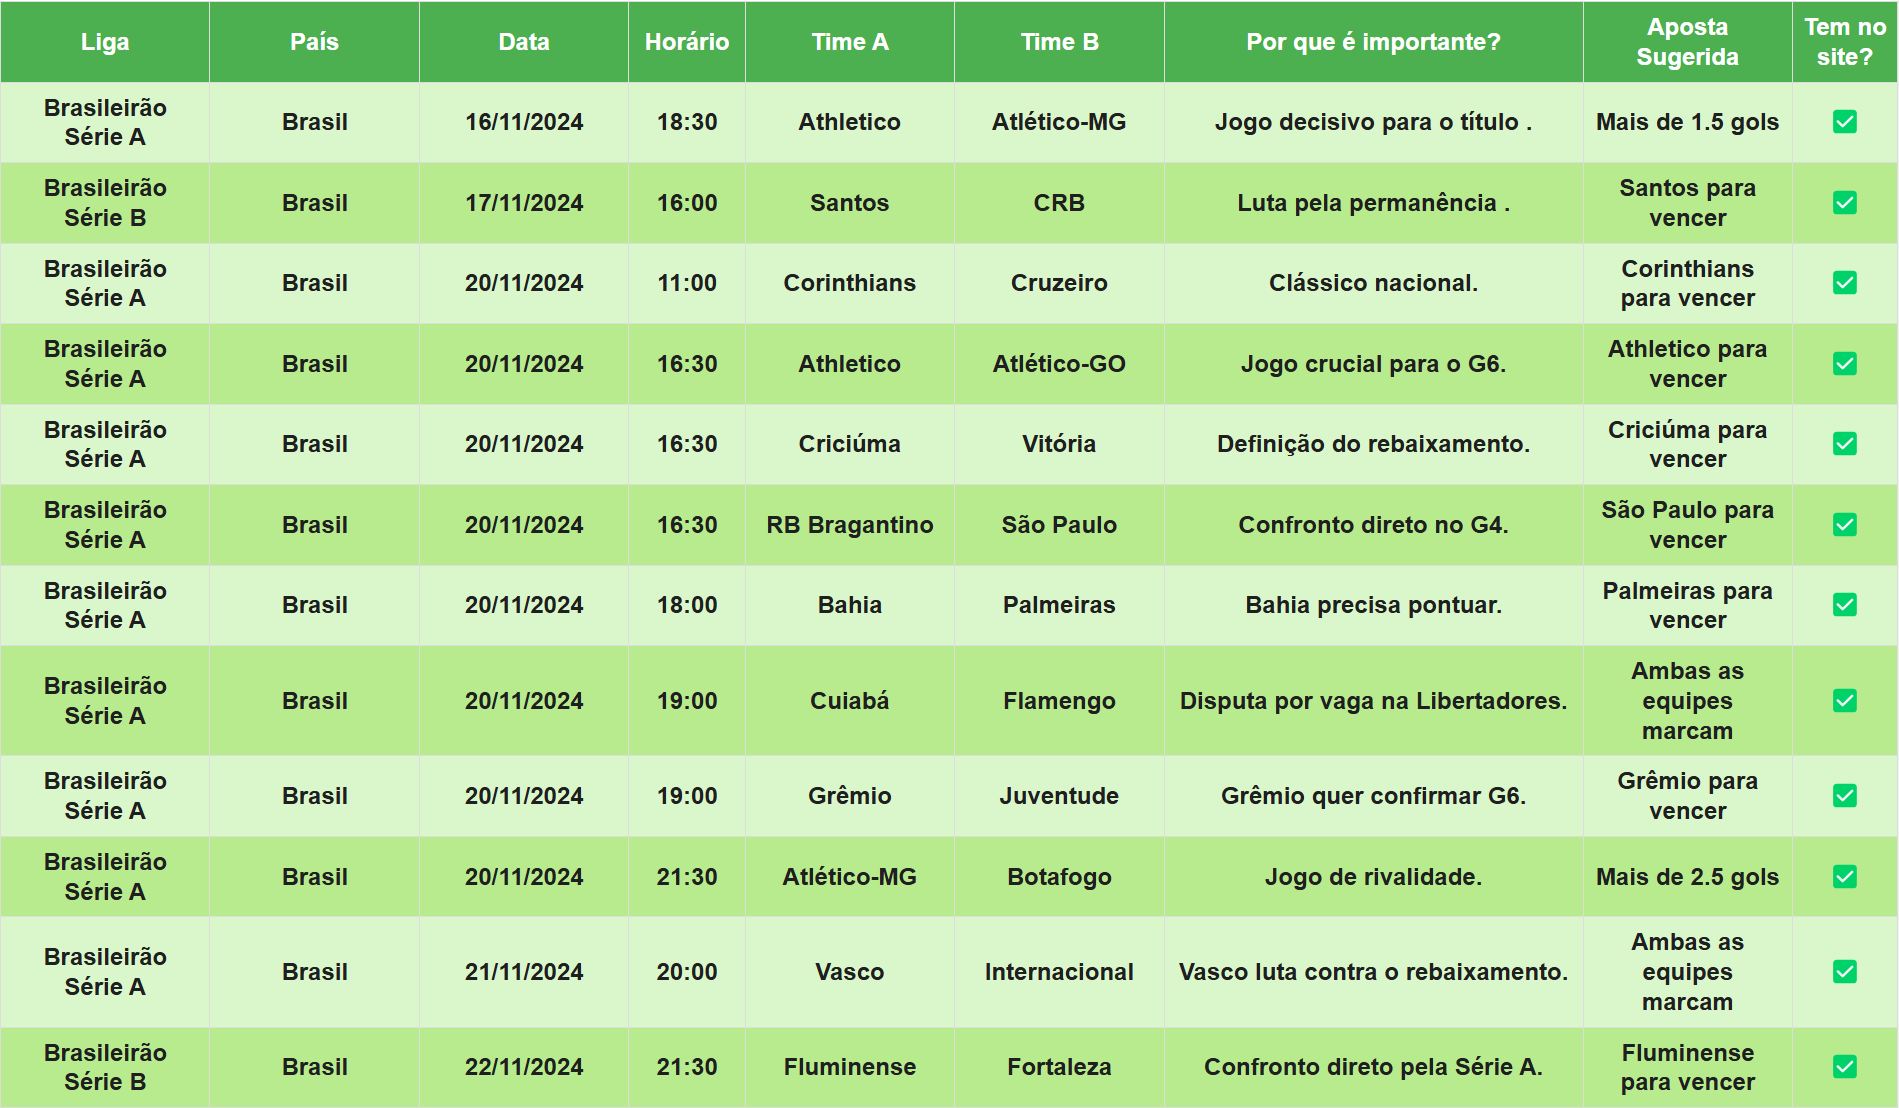 Liga País Data Horário Time A Time B Por que é importante? Aposta Sugerida Tem no site?
Brasileirão Série A Brasil 16/11/2024 18:30 Athletico Atlético-MG Jogo decisivo para o título . Mais de 1.5 gols ✅
Brasileirão Série B Brasil 17/11/2024 16:00 Santos CRB Luta pela permanência . Santos para vencer ✅
Brasileirão Série A Brasil 20/11/2024 11:00 Corinthians Cruzeiro Clássico nacional. Corinthians para vencer ✅
Brasileirão Série A Brasil 20/11/2024 16:30 Athletico Atlético-GO Jogo crucial para o G6. Athletico para vencer ✅
Brasileirão Série A Brasil 20/11/2024 16:30 Criciúma Vitória Definição do rebaixamento. Criciúma para vencer ✅
Brasileirão Série A Brasil 20/11/2024 16:30 RB Bragantino São Paulo Confronto direto no G4. São Paulo para vencer ✅
Brasileirão Série A Brasil 20/11/2024 18:00 Bahia Palmeiras Bahia precisa pontuar. Palmeiras para vencer ✅
Brasileirão Série A Brasil 20/11/2024 19:00 Cuiabá Flamengo Disputa por vaga na Libertadores. Ambas as equipes marcam ✅
Brasileirão Série A Brasil 20/11/2024 19:00 Grêmio Juventude Grêmio quer confirmar G6. Grêmio para vencer ✅
Brasileirão Série A Brasil 20/11/2024 21:30 Atlético-MG Botafogo Jogo de rivalidade. Mais de 2.5 gols ✅
Brasileirão Série A Brasil 21/11/2024 20:00 Vasco Internacional Vasco luta contra o rebaixamento. Ambas as equipes marcam ✅
Brasileirão Série B Brasil 22/11/2024 21:30 Fluminense Fortaleza Confronto direto pela Série A. Fluminense para vencer ✅